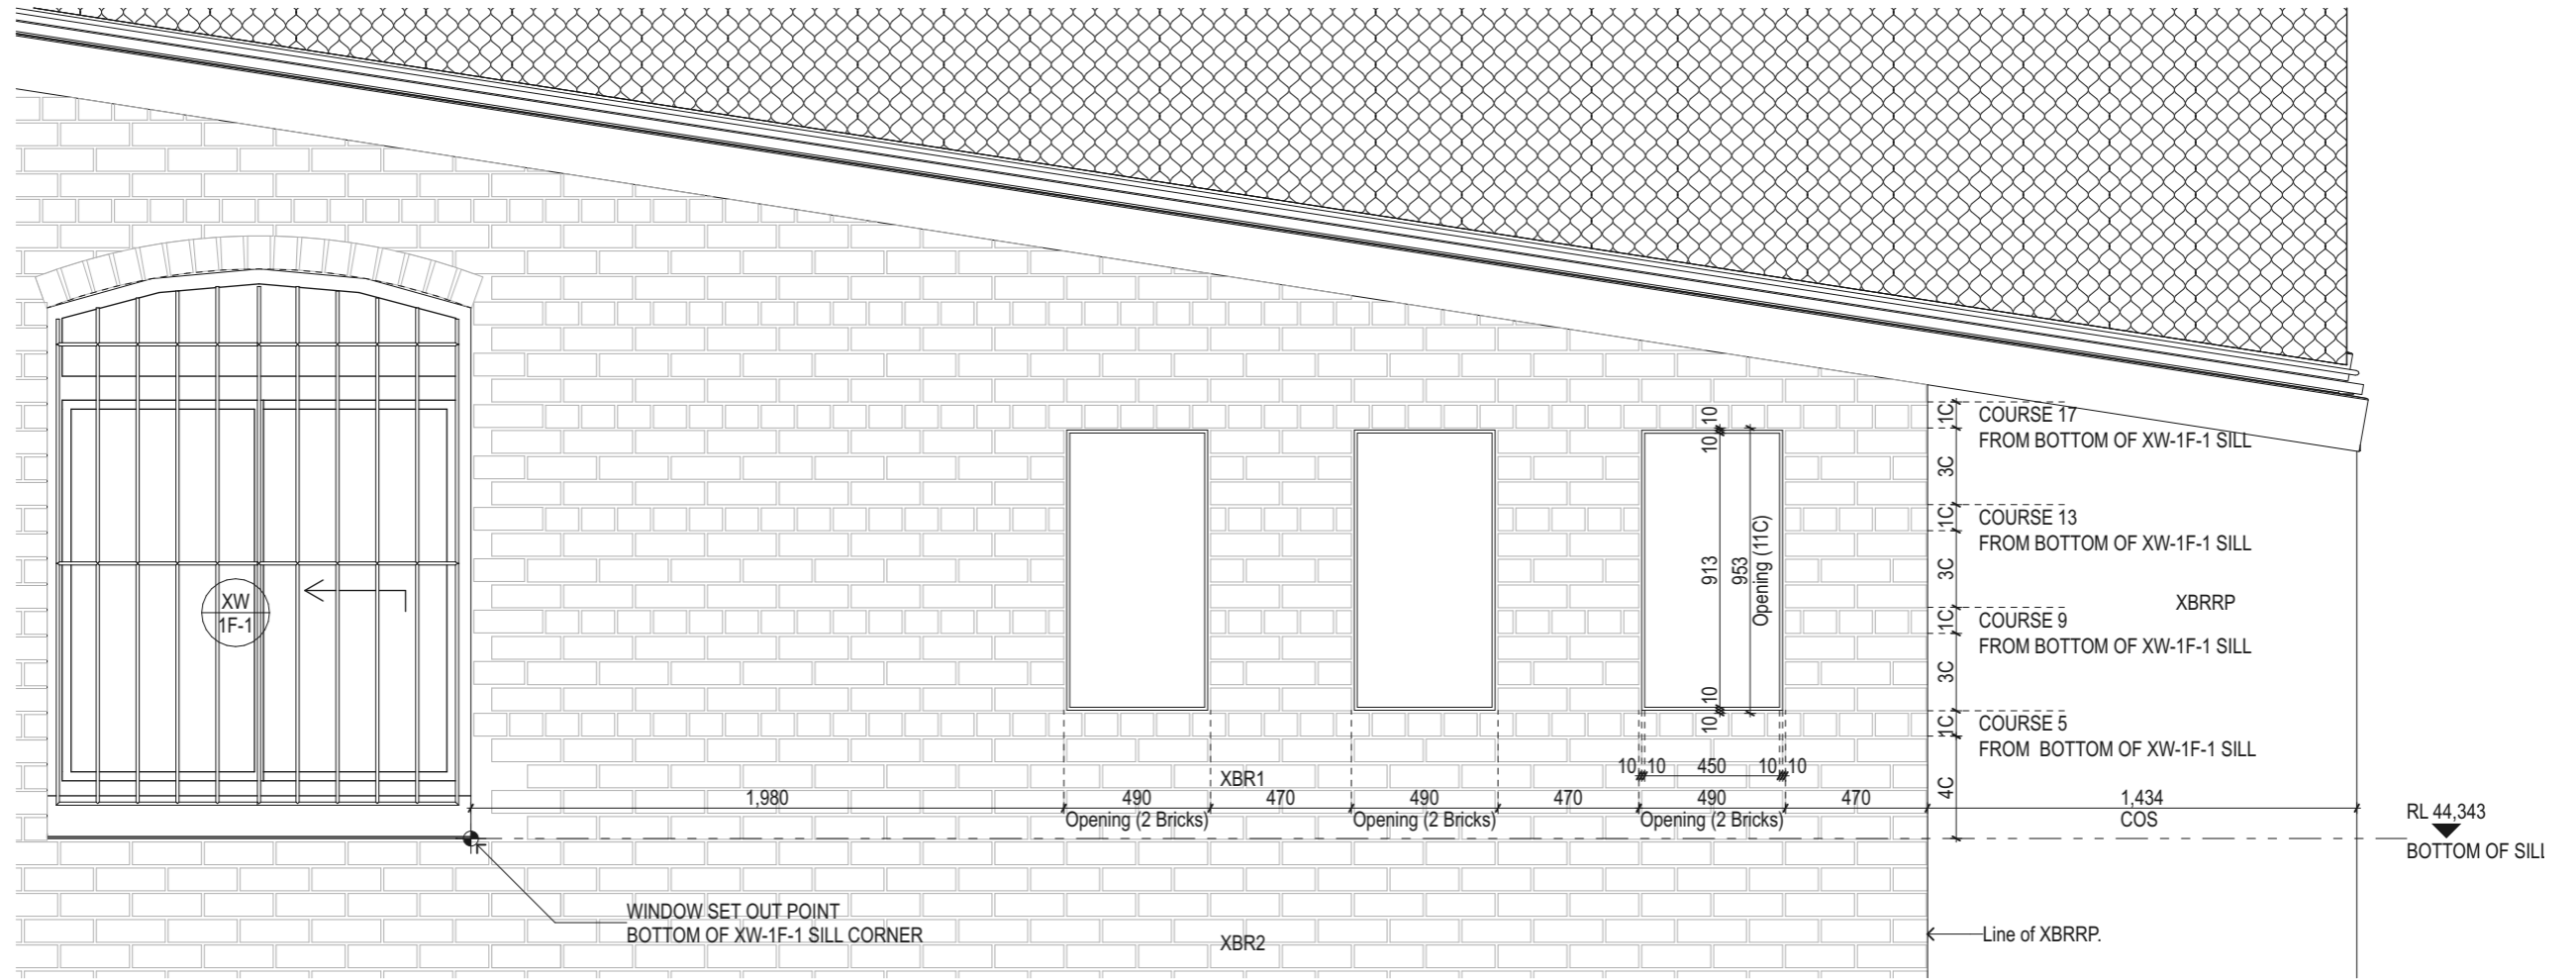 10
10
1C
COURSE 17
FROM BOTTOM OF XW-1F-1 SILL
3C
1C
COURSE 13
FROM BOTTOM OF XW-1F-1 SILL
913
953
Opening (11C)
3C
XW
1F-1
XBRRP
1C
COURSE 9
FROM BOTTOM OF XW-1F-1 SILL
3C
10
10
1C
COURSE 5
FROM BOTTOM OF XW-1F-1 SILL
XBR1
10 10 450 10 10
4C
1,980
490
Opening (2 Bricks)
470
490
Opening (2 Bricks)
470
490
Opening (2 Bricks)
470
1,434
COS
RL 44,343
BOTTOM OF SILL
WINDOW SET OUT POINT
BOTTOM OF XW-1F-1 SILL CORNER
XBR2
Line of XBRRP.